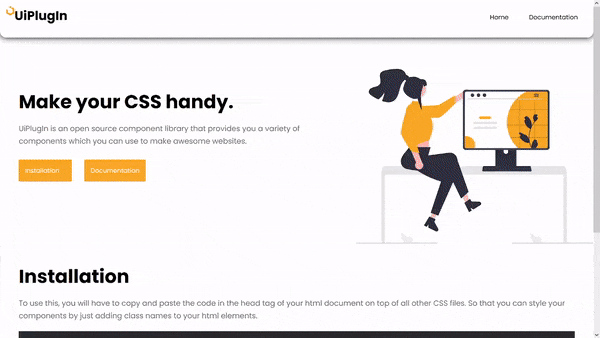 UiPlugIn
Home
Documentation
Make your CSS handy.
UiPlugIn is an open source component library that provides you a variety of
components which you can use to make awesome websites.
Installation
Documentation
Installation
To use this, you will have to copy and paste the code in the head tag of your html document on top of all other CSS files. So that you can style your
components by just adding class names to your html elements.